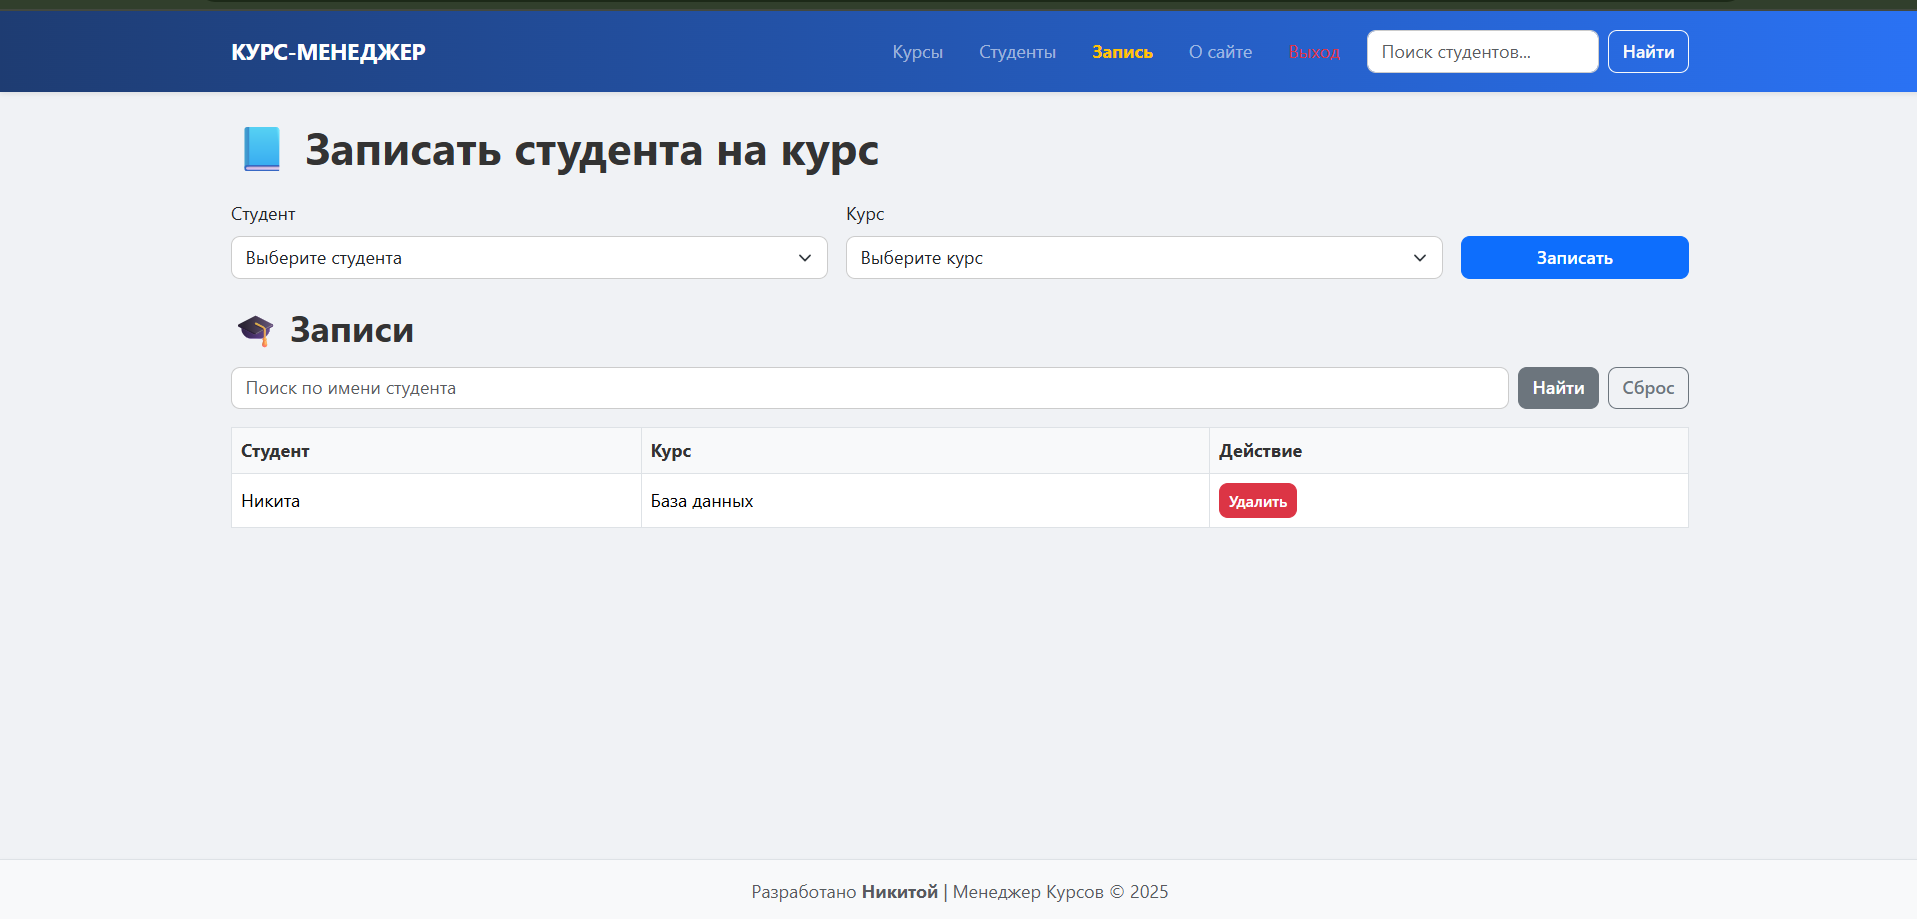 КУРС-МЕНЕДЖЕР Курсы Студенты Запись О сайте Выход Поиск студентов... Найти
Записать студента на курс
Студент Курс
Выберите студента Выберите курс Записать
Записи
Поиск по имени студента Найти Сброс
Студент Курс Действие
Никита База данных Удалить
Разработано Никитой | Менеджер Курсов © 2025